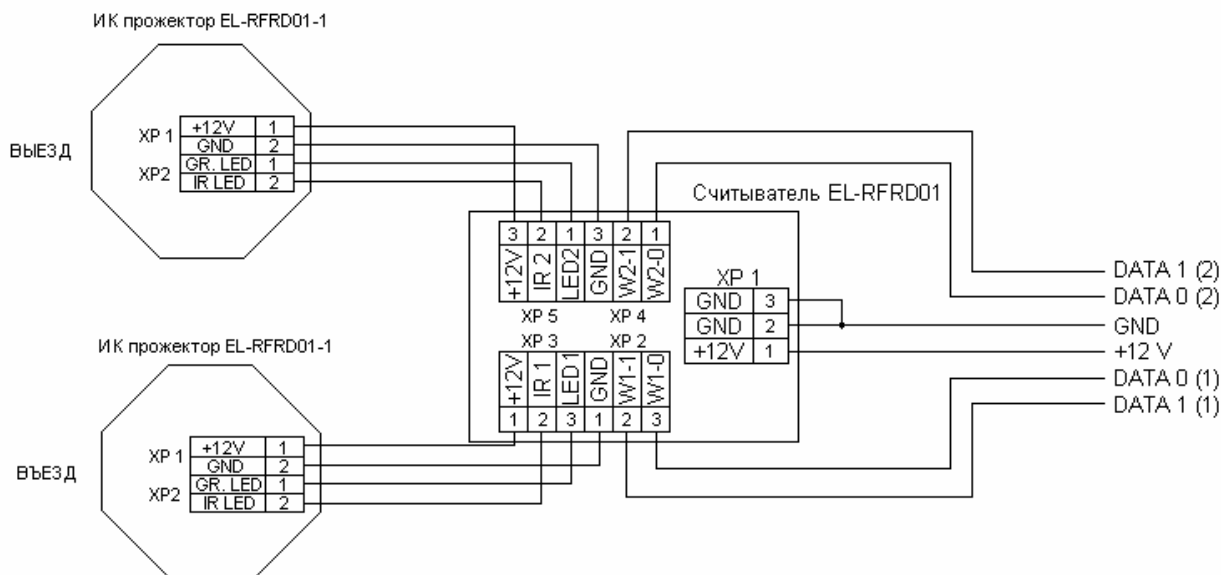 ИК прожектор EL-RFRD01-1
ВЫЕЗД
XP 1
+12V 1
GND 2
XP2
GR. LED 1
IR LED 2
Считыватель EL-RFRD01
3 2 1 3 2 1
+12V IR 2 LED2 GND W2-1 W2-0
XP 5 XP 4
XP 3 XP 2
+12V IR 1 LED1 GND W1-1 W1-0
1 2 3 1 2 3
XP 1
GND 3
GND 2
+12V 1
DATA 1 (2)
DATA 0 (2)
GND
+12 V
DATA 0 (1)
DATA 1 (1)
ИК прожектор EL-RFRD01-1
ВЪЕЗД
XP 1
+12V 1
GND 2
XP2
GR. LED 1
IR LED 2